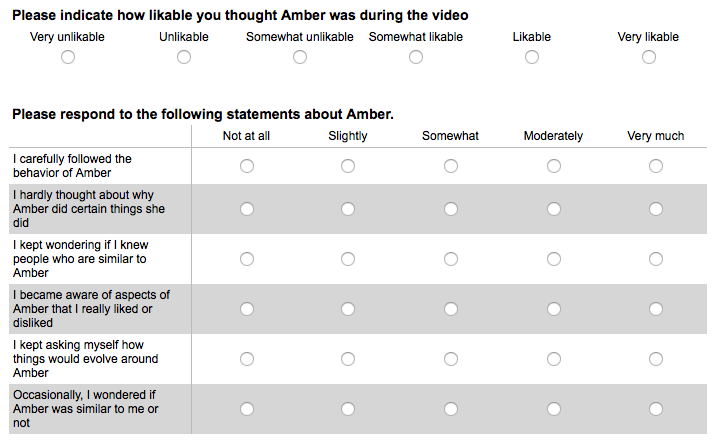 Please indicate how likable you thought Amber was during the video
Very unlikable Unlikable Somewhat unlikable Somewhat likable Likable Very likable
Please respond to the following statements about Amber.
Not at all Slightly Somewhat Moderately Very much
I carefully followed the
behavior of Amber
I hardly thought about why
Amber did certain things she
did
I kept wondering if I knew
people who are similar to
Amber
I became aware of aspects of
Amber that I really liked or
disliked
I kept asking myself how
things would evolve around
Amber
Occasionally, I wondered if
Amber was similar to me or
not